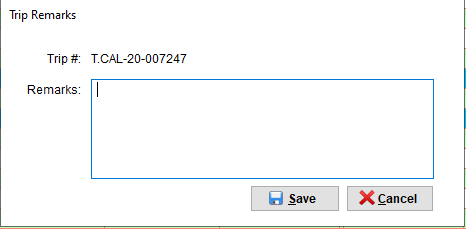 Trip Remarks
Trip #: T.CAL-20-007247
Remarks:
Save Cancel